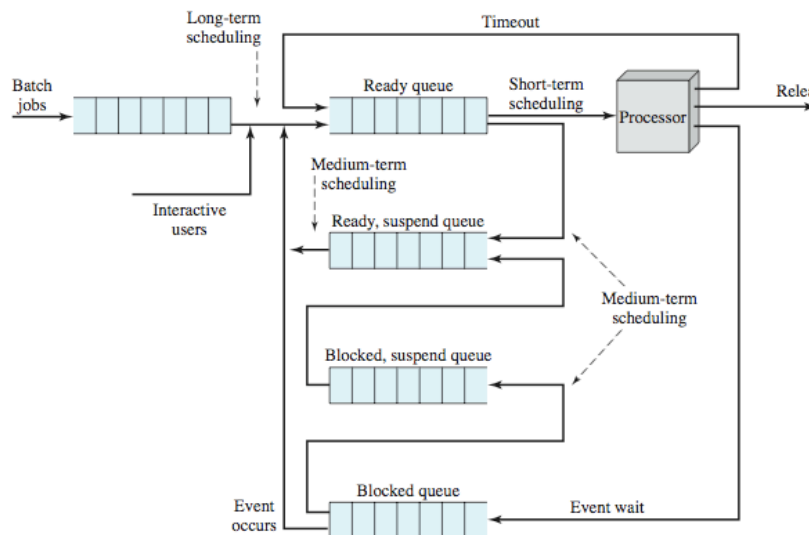 Long-term
scheduling
Timeout
Batch
jobs
Ready queue
Short-term
scheduling
Processor
Relea
Medium-term
scheduling
Interactive
users
Ready, suspend queue
Medium-term
scheduling
Blocked, suspend queue
Event
occurs
Blocked queue
Event wait